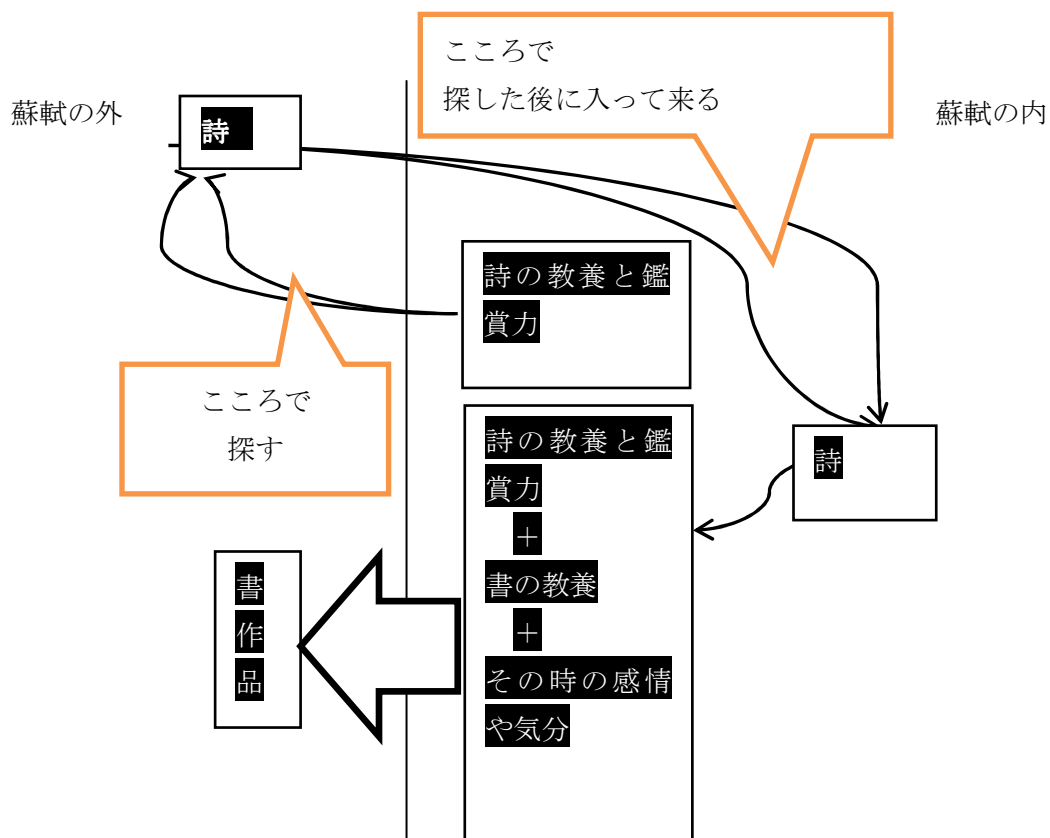 こころで
探した後に入って来る
蘇軾の外
詩
蘇軾の内
詩の教養と鑑
賞力
こころで
探す
詩の教養と鑑
賞力
＋
書の教養
＋
その時の感情
や気分
詩
書
作
品